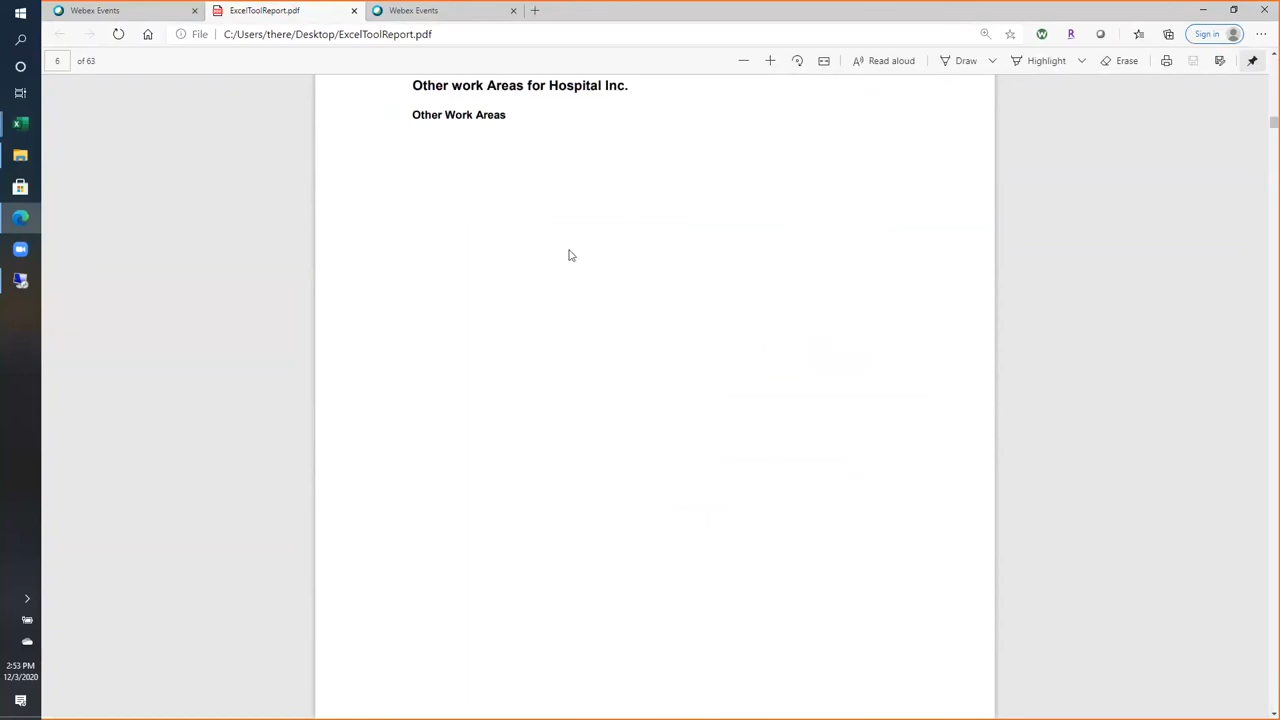 Webex Events
ExcelToolReport.pdf
Webex Events
File
C:/Users/there/Desktop/ExcelToolReport.pdf
Sign in
6 of 63
Read aloud
Draw
Highlight
Erase
Other work Areas for Hospital Inc.
Other Work Areas
2:53 PM
12/3/2020